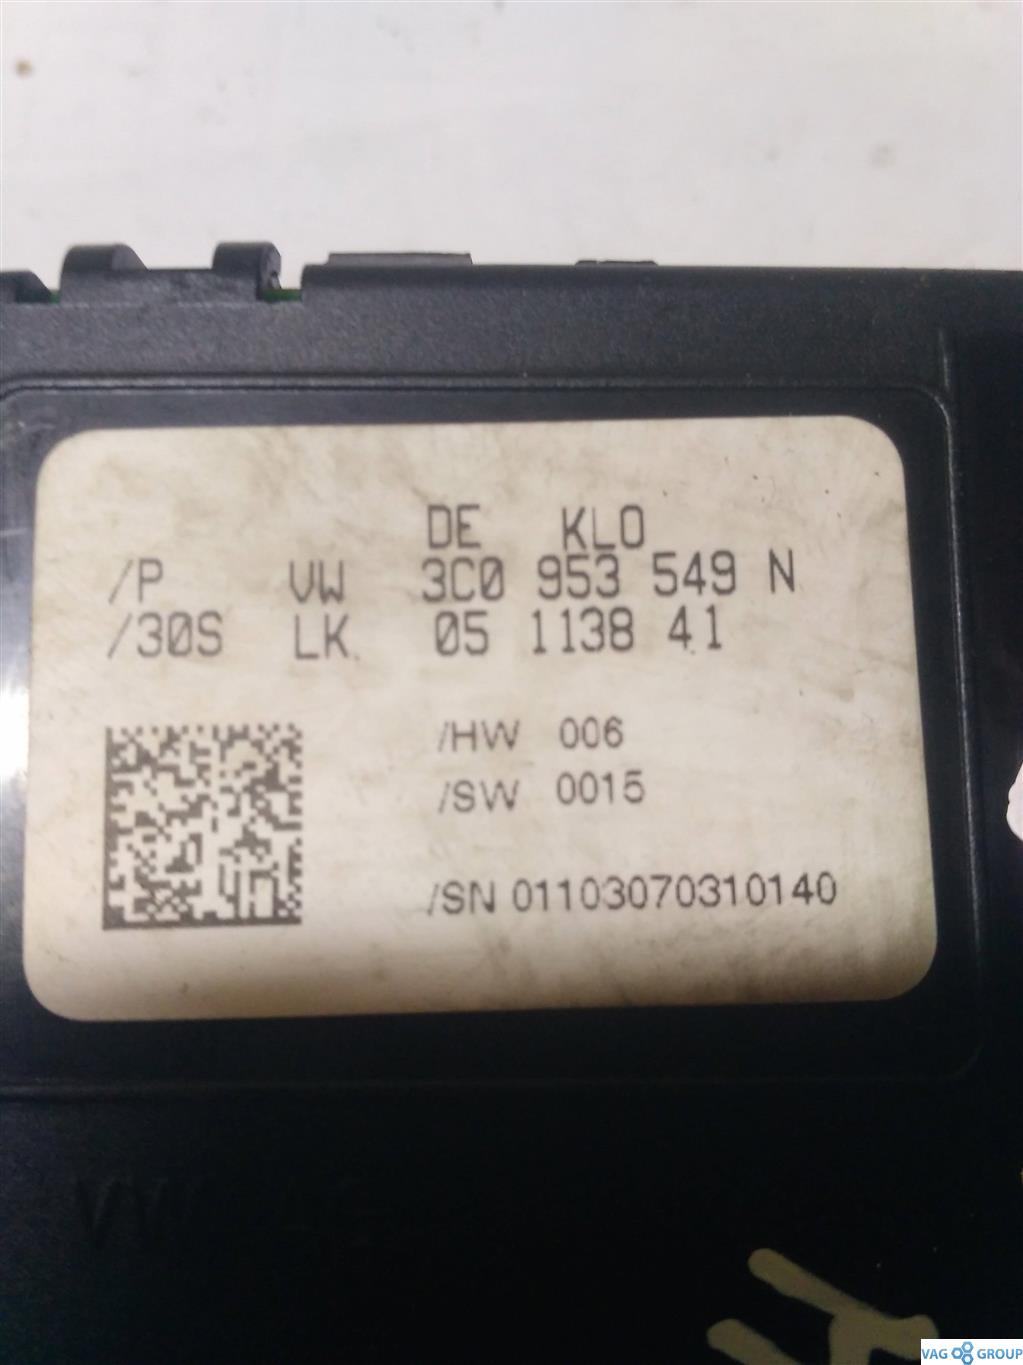 DE KLO
/P VW 3C0 953 549 N
/30S LK. 05 1138 41
/HW 006
/SW 0015
/SN 01103070310140
VAG GROUP